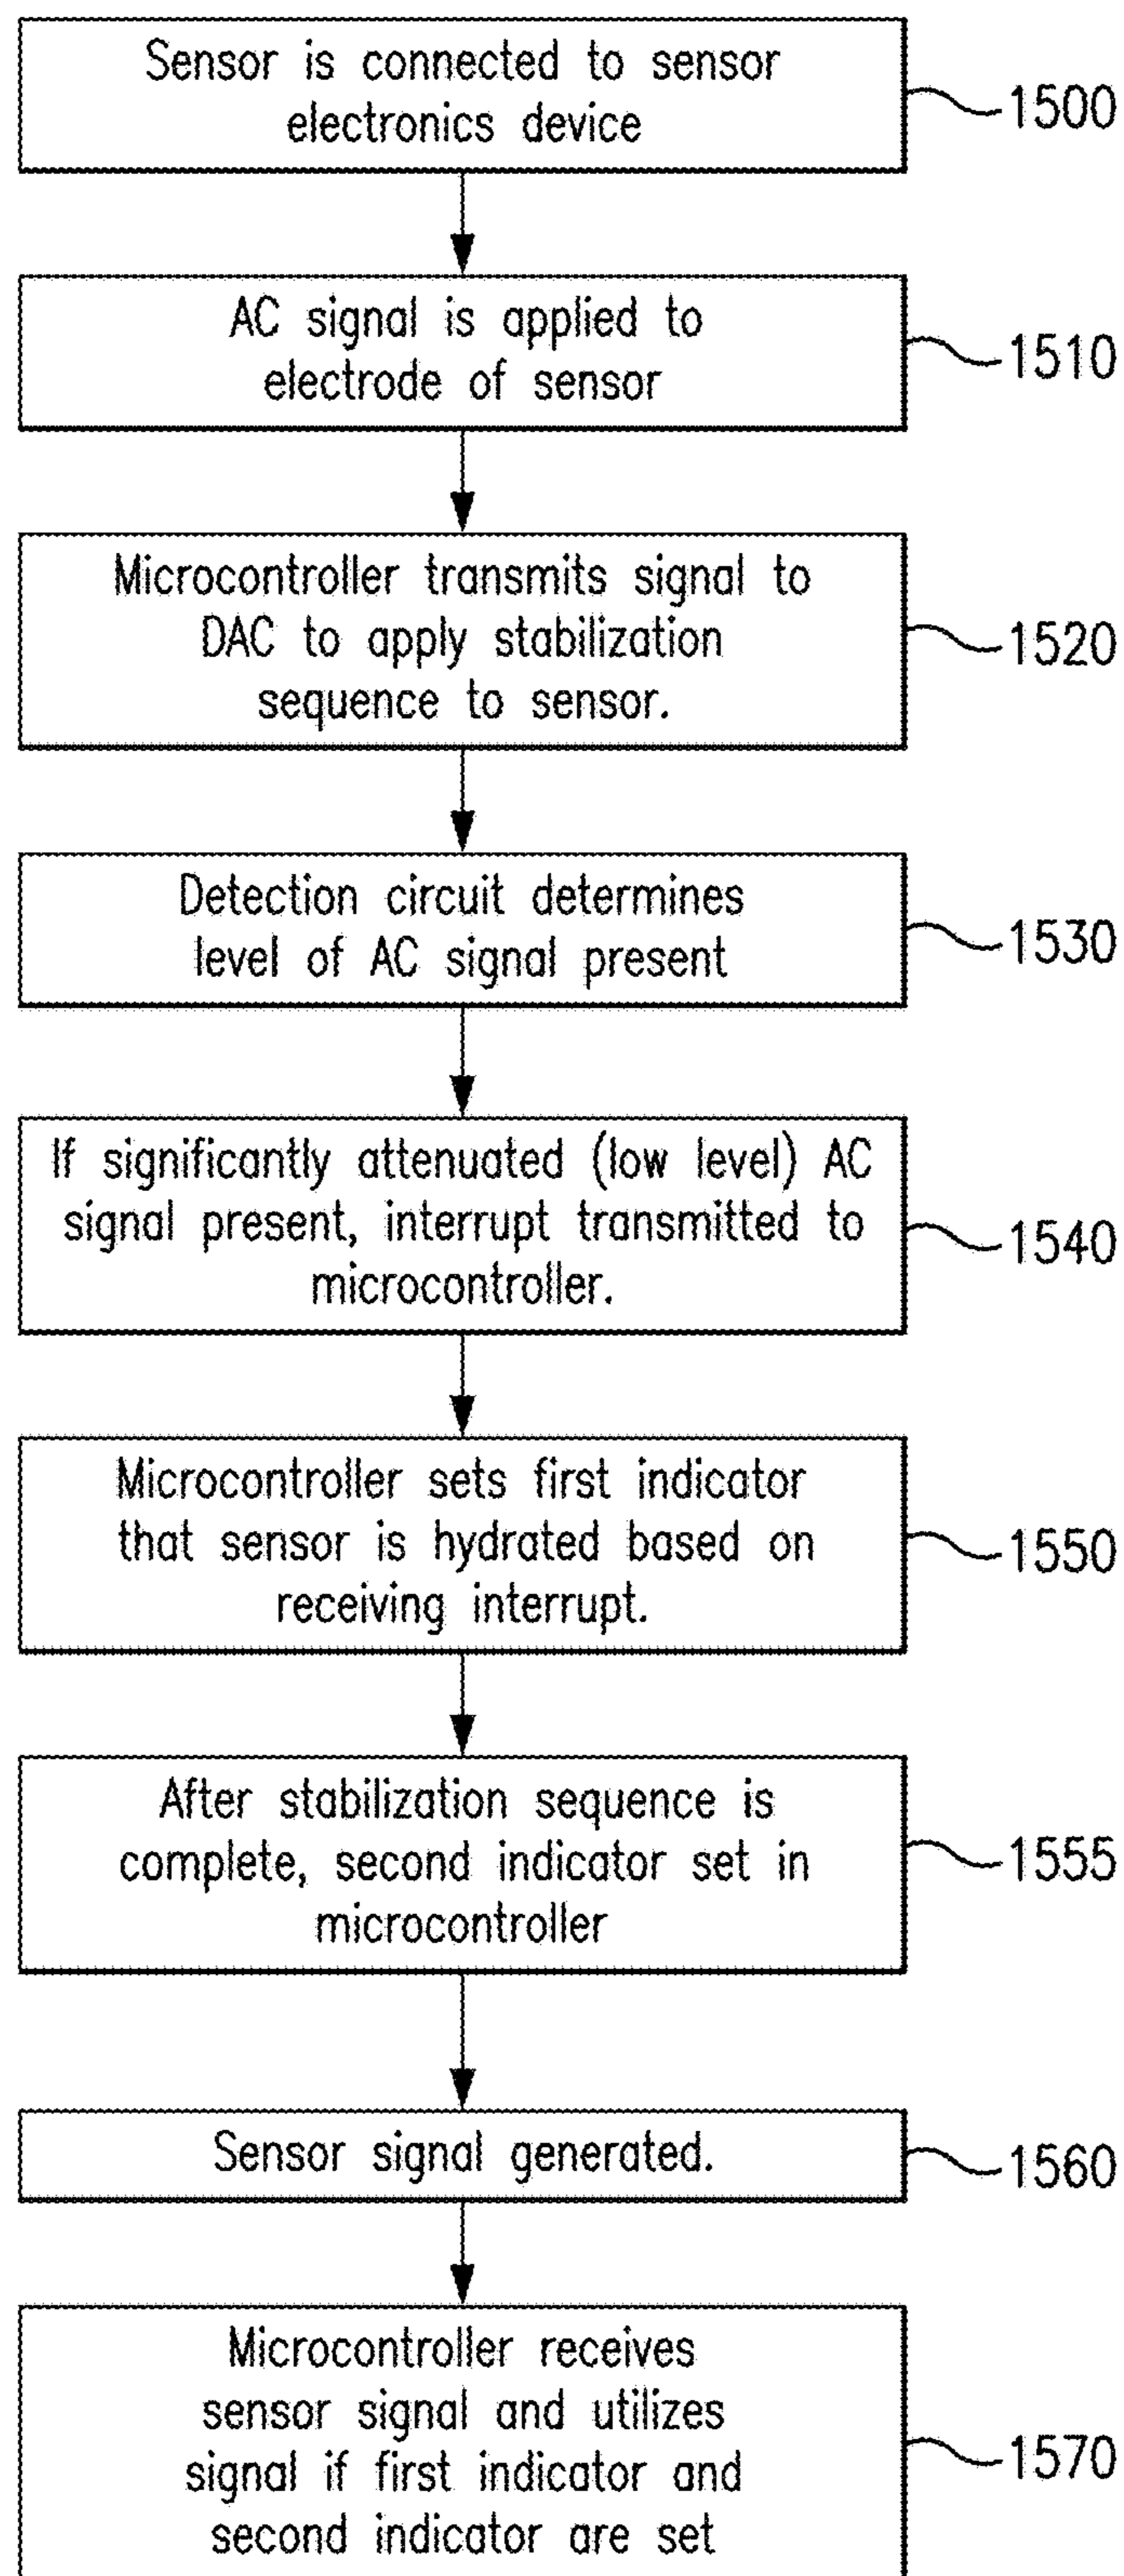 Sensor is connected to sensor
electronics device
1500
AC signal is applied to
electrode of sensor
1510
Microcontroller transmits signal to
DAC to apply stabilization
sequence to sensor.
1520
Detection circuit determines
level of AC signal present
1530
If significantly attenuated (low level) AC
signal present, interrupt transmitted to
microcontroller.
1540
Microcontroller sets first indicator
that sensor is hydrated based on
receiving interrupt.
1550
After stabilization sequence is
complete, second indicator set in
microcontroller
1555
Sensor signal generated.
1560
Microcontroller receives
sensor signal and utilizes
signal if first indicator and
second indicator are set
1570